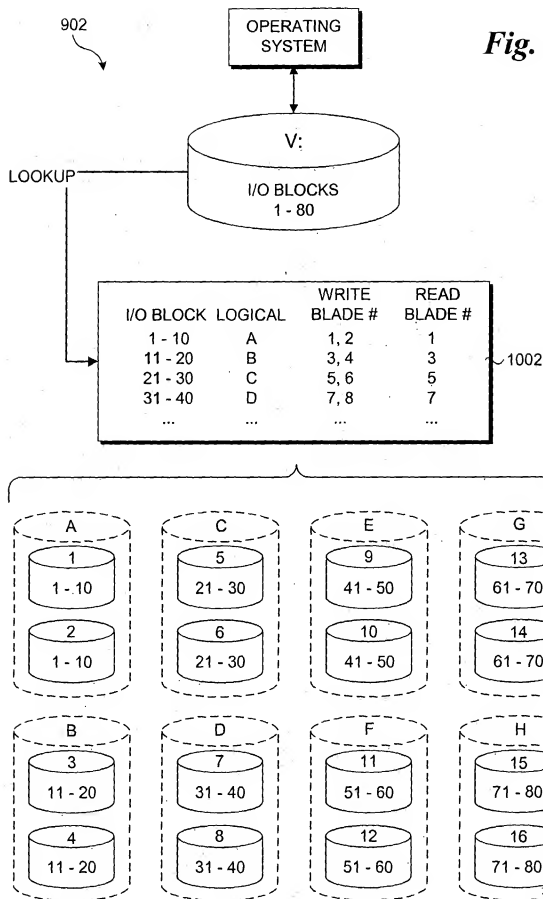 902
OPERATING
SYSTEM
Fig.
V:
I/O BLOCKS
1 - 80
LOOKUP
WRITE READ
I/O BLOCK LOGICAL BLADE # BLADE #
1 - 10 A 1, 2 1
11 - 20 B 3, 4 3
21 - 30 C 5, 6 5
31 - 40 D 7, 8 7
... ... ... ...
1002
A C E G
1 5 9 13
1 - 10 21 - 30 41 - 50 61 - 70
2 6 10 14
1 - 10 21 - 30 41 - 50 61 - 70
B D F H
3 7 11 15
11 - 20 31 - 40 51 - 60 71 - 80
4 8 12 16
11 - 20 31 - 40 51 - 60 71 - 80